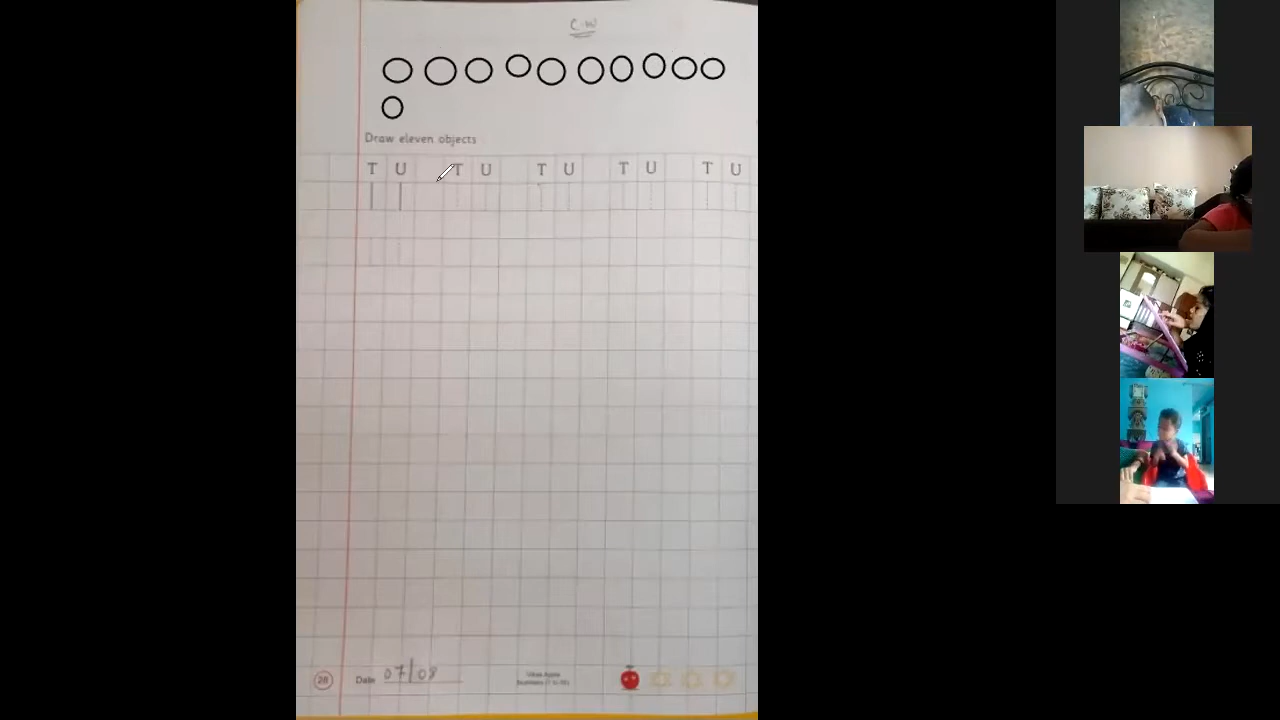 C.W
Draw eleven objects
T U T U T U T U T U
28 Date 07/08